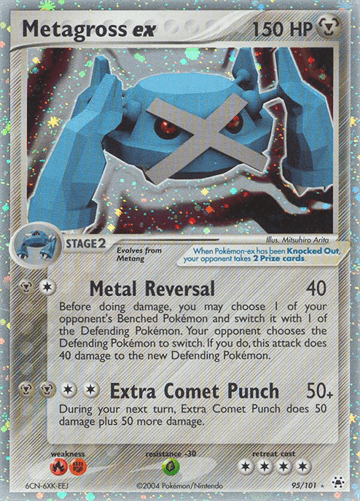 Metagross ex 150 HP
Illus. Mitsuhiro Arita
STAGE2
Evolves from
Metang
When Pokémon-ex has been Knocked Out,
your opponent takes 2 Prize cards.
Metal Reversal 40
Before doing damage, you may choose 1 of your
opponent's Benched Pokémon and switch it with 1
of the Defending Pokémon. Your opponent chooses
the Defending Pokémon to switch. If you do, this attack does
40 damage to the new Defending Pokémon.
Extra Comet Punch 50+
During your next turn, Extra Comet Punch does 50
damage plus 50 more damage.
weakness resistance -30 retreat cost
6CN-6XK-EEJ ©2004 Pokémon/Nintendo 95/101